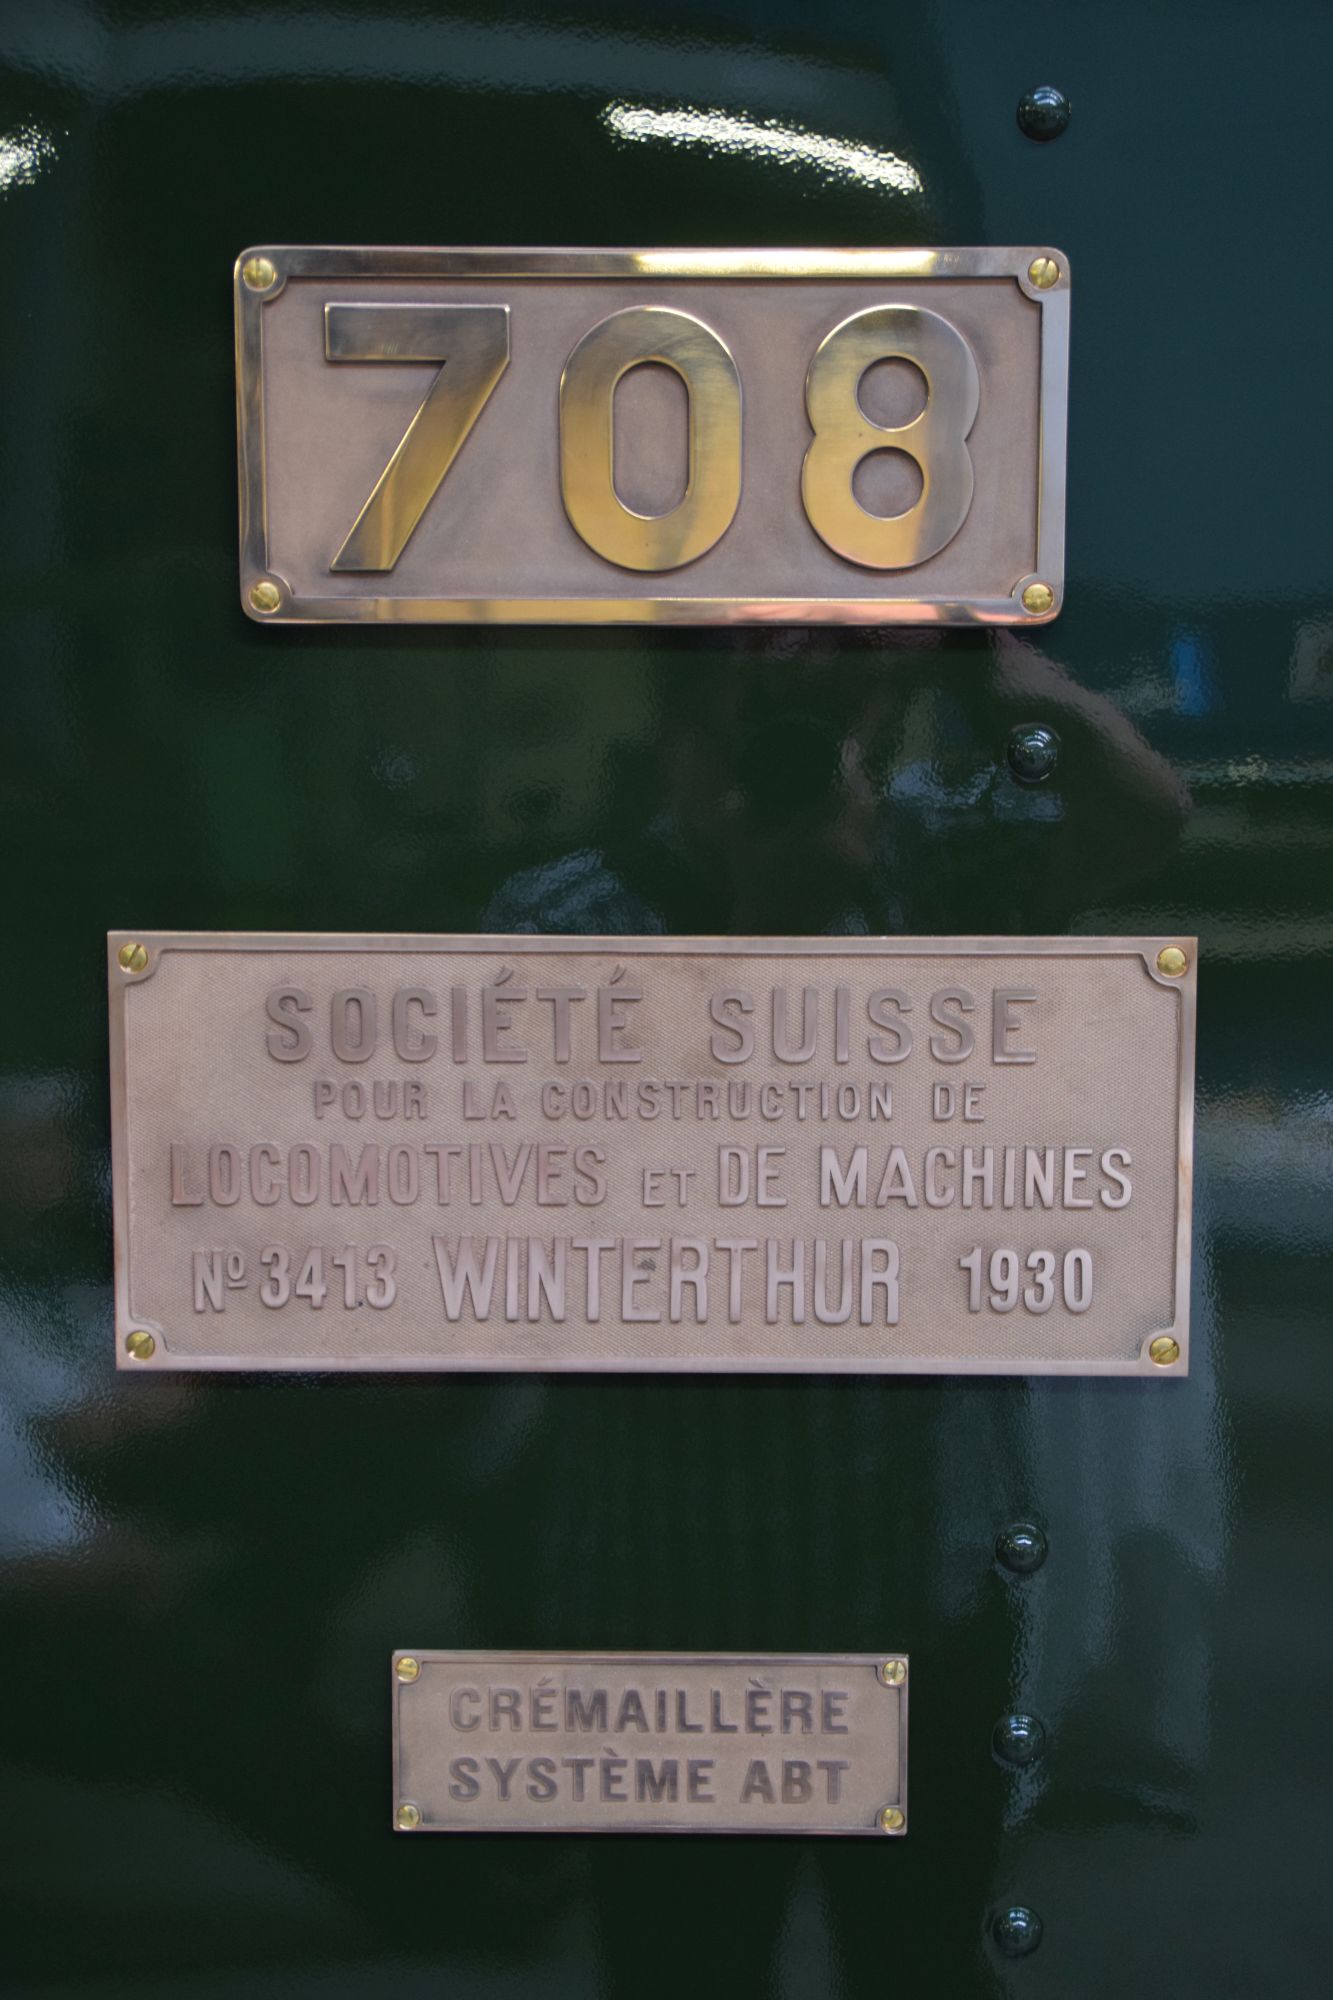 708
SOCIÉTÉ SUISSE
POUR LA CONSTRUCTION DE
LOCOMOTIVES ET DE MACHINES
Nº 3413 WINTERTHUR 1930
CRÉMAILLÈRE
SYSTÈME ABT